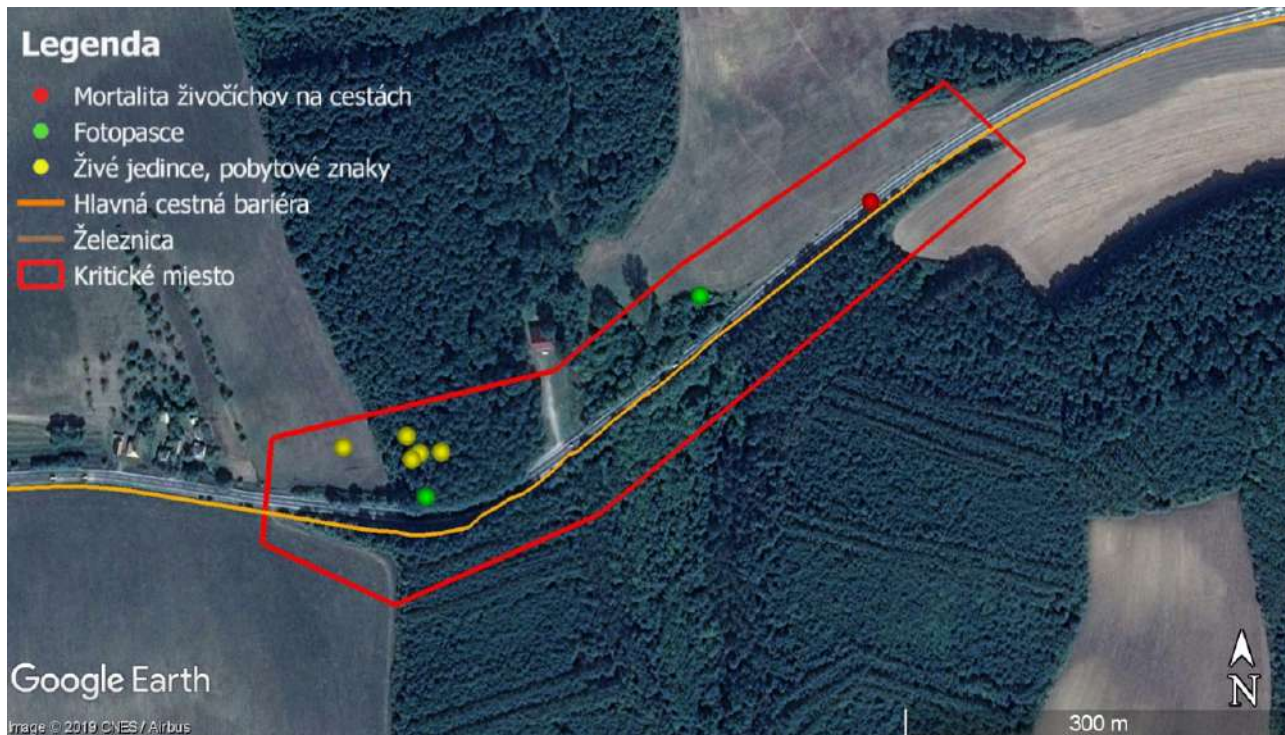 Legenda
Mortalita živočíchov na cestách
Fotopasce
Živé jedince, pobytové znaky
Hlavná cestná bariéra
Železnica
Kritické miesto
Google Earth
Image © 2019 CNES / Airbus
300 m
N